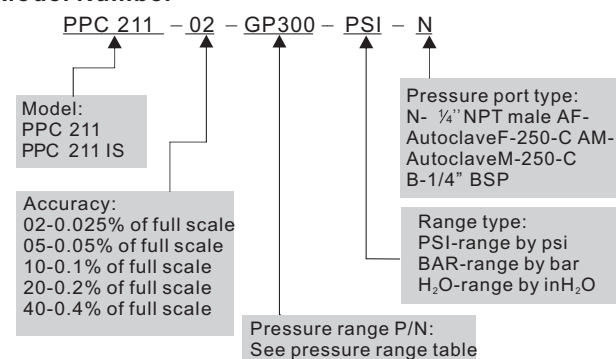 PPC 211 – 02 – GP300 – PSI – N
Model:
PPC 211
PPC 211 IS
Accuracy:
02-0.025% of full scale
05-0.05% of full scale
10-0.1% of full scale
20-0.2% of full scale
40-0.4% of full scale
Pressure range P/N:
See pressure range table
Pressure port type:
N- ¼'' NPT male AF-
AutoclaveF-250-C AM-
AutoclaveM-250-C
B-1/4” BSP
Range type:
PSI-range by psi
BAR-range by bar
H₂O-range by inH₂O